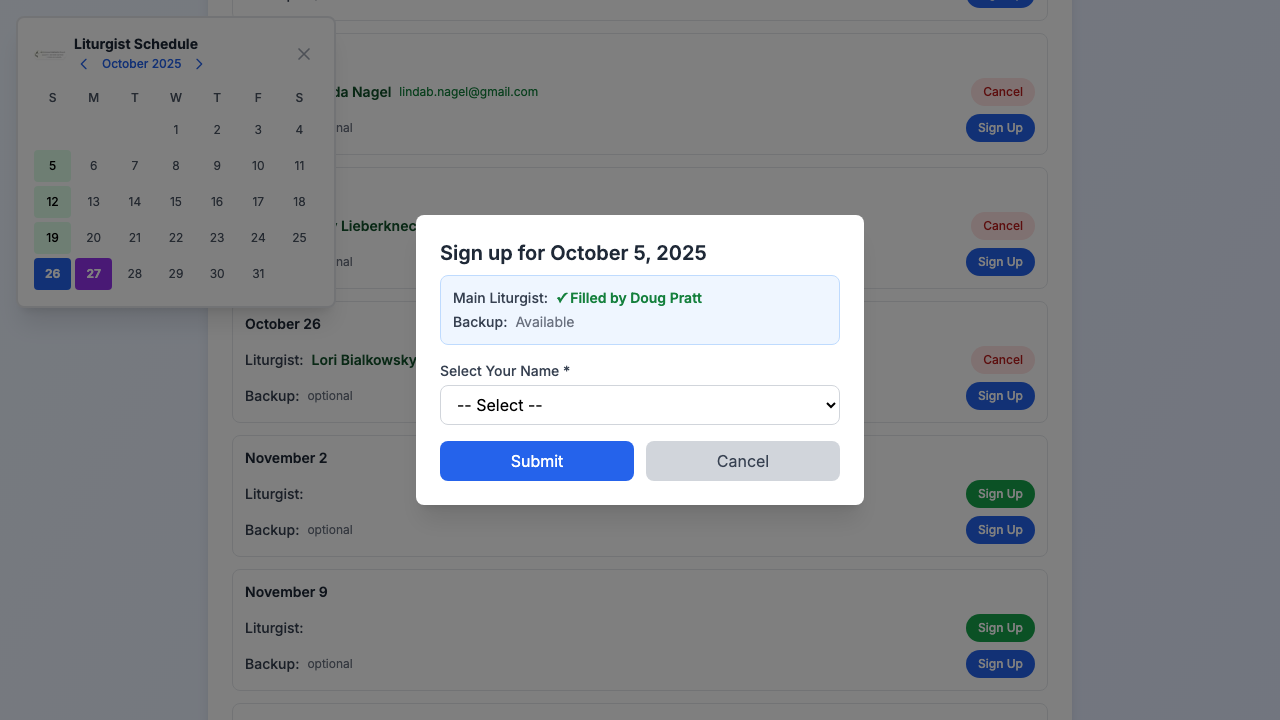 Liturgist Schedule
October 2025
S M T W T F S
1 2 3 4
5 6 7 8 9 10 11
12 13 14 15 16 17 18
19 20 21 22 23 24 25
26 27 28 29 30 31
Sign Up
Nagel lindab.nagel@gmail.com Cancel
Sign Up
Cancel
Sign Up
October 26
Liturgist: Lori Bialkowsky Cancel
Backup: optional Sign Up
November 2
Liturgist: Sign Up
Backup: optional Sign Up
November 9
Liturgist: Sign Up
Backup: optional Sign Up
Sign up for October 5, 2025
Main Liturgist: ✓ Filled by Doug Pratt
Backup: Available
Select Your Name *
-- Select --
Submit Cancel